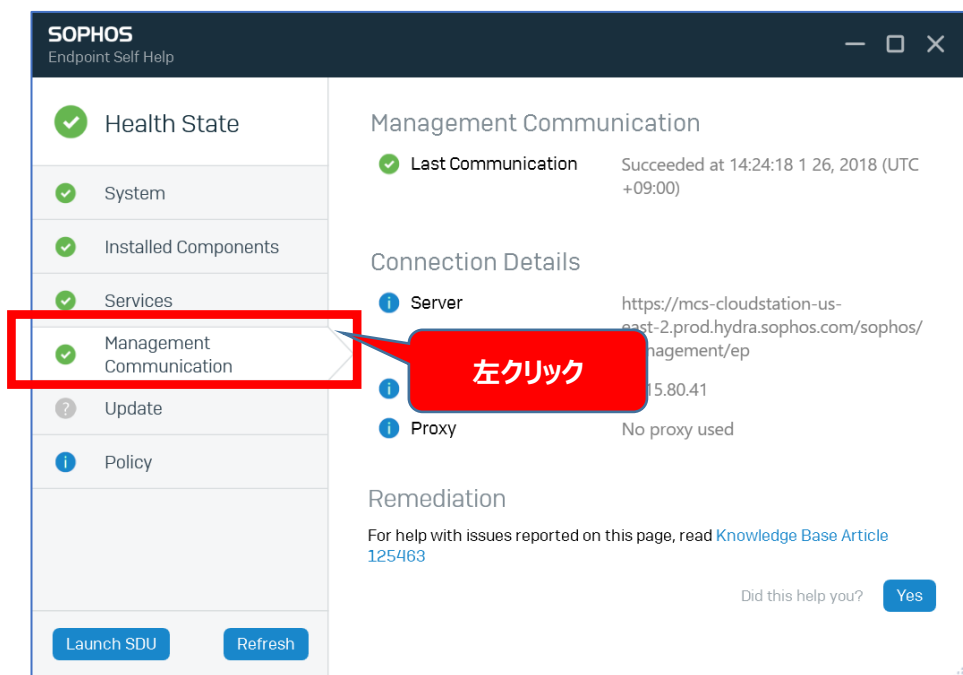 SOPHOS
Endpoint Self Help
Health State
System
Installed Components
Services
Management
Communication
Update
Policy
Launch SDU
Refresh
Management Communication
Last Communication
Succeeded at 14:24:18 1 26, 2018 (UTC
+09:00)
Connection Details
Server
https://mcs-cloudstation-us-
east-2.prod.hydra.sophos.com/sophos/
nagement/ep
左クリック
15.80.41
Proxy
No proxy used
Remediation
For help with issues reported on this page, read Knowledge Base Article
125463
Did this help you?
Yes